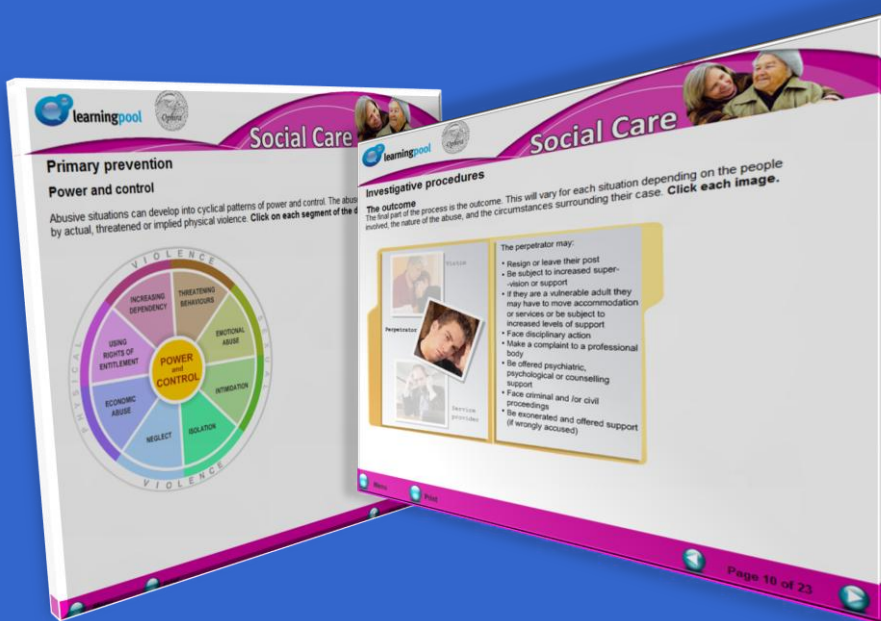 learningpool
Ophira
Social Care
Primary prevention
Power and control
Abusive situations can develop into cyclical patterns of power and control. The abus
by actual, threatened or implied physical violence. Click on each segment of the d
VIOLENCE
PHYSICAL
SEXUAL
VIOLENCE
INCREASING
DEPENDENCY
THREATENING
BEHAVIOURS
USING
RIGHTS OF
ENTITLEMENT
EMOTIONAL
ABUSE
POWER
and
CONTROL
ECONOMIC
ABUSE
INTIMIDATION
NEGLECT
ISOLATION
learningpool
Ophira
Social Care
Investigative procedures
The outcome
The final part of the process is the outcome. This will vary for each situation depending on the people
involved, the nature of the abuse, and the circumstances surrounding their case. Click each image.
Victim
Perpetrator
Service
provider
The perpetrator may:
• Resign or leave their post
• Be subject to increased super-
-vision or support
• If they are a vulnerable adult they
may have to move accommodation
or services or be subject to
increased levels of support
• Face disciplinary action
• Make a complaint to a professional
body
• Be offered psychiatric,
psychological or counselling
support
• Face criminal and /or civil
proceedings
• Be exonerated and offered support
(if wrongly accused)
Menu
Print
Page 10 of 23